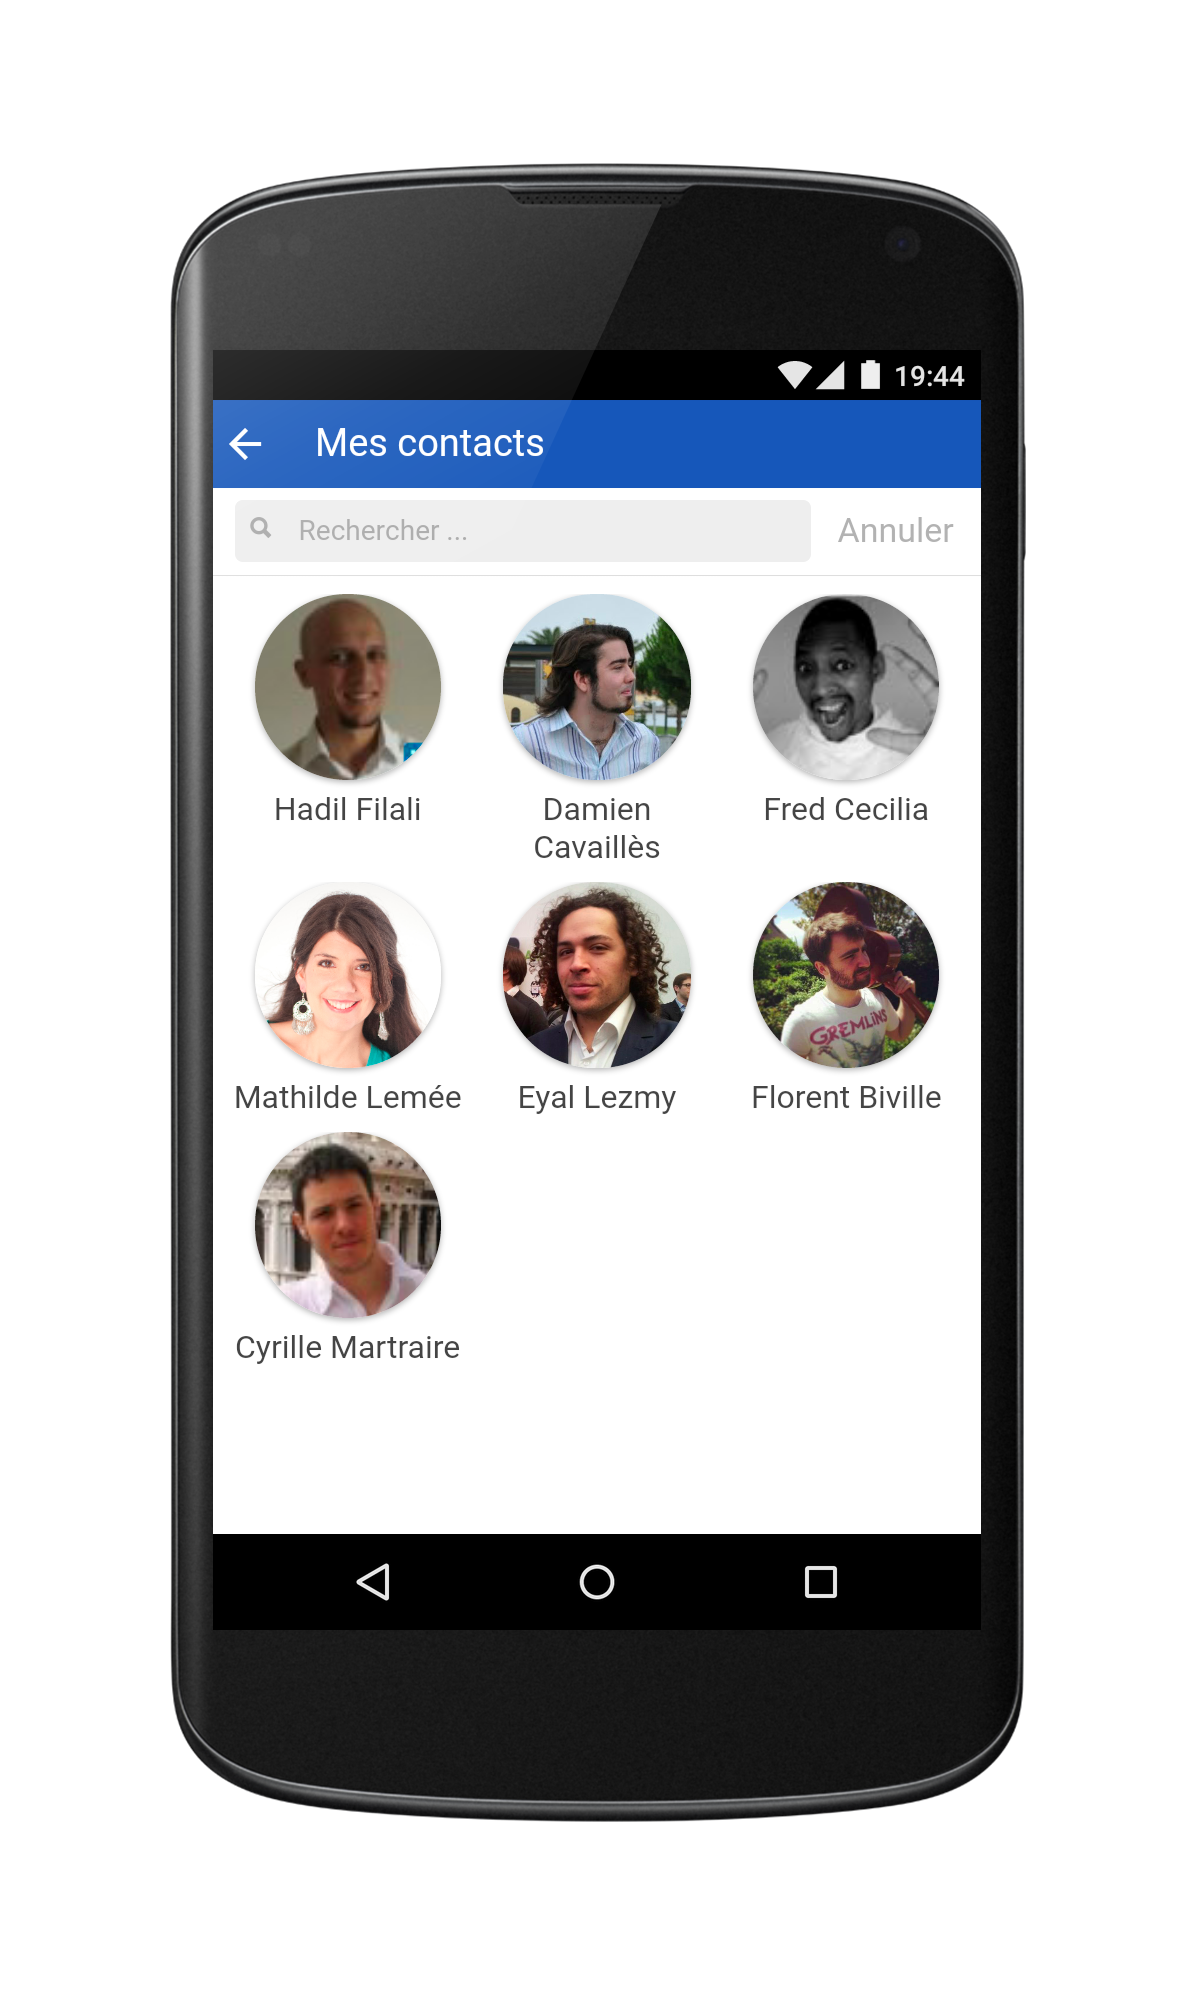 19:44
Mes contacts
Rechercher ...
Annuler
Hadil Filali
Damien
Cavaillès
Fred Cecilia
GREMLiNS
Mathilde Lemée
Eyal Lezmy
Florent Biville
Cyrille Martraire